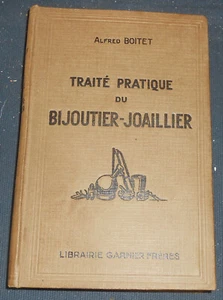 ALFRED BOITET
TRAITÉ PRATIQUE
DU
BIJOUTIER-JOAILLIER
LIBRAIRIE GARNIER FRÈRES